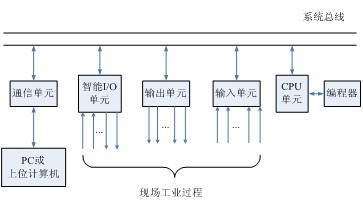 系统总线
通信单元
智能I/O
单元
输出单元
输入单元
CPU
单元
编程器
...
...
...
PC或
上位计算机
现场工业过程